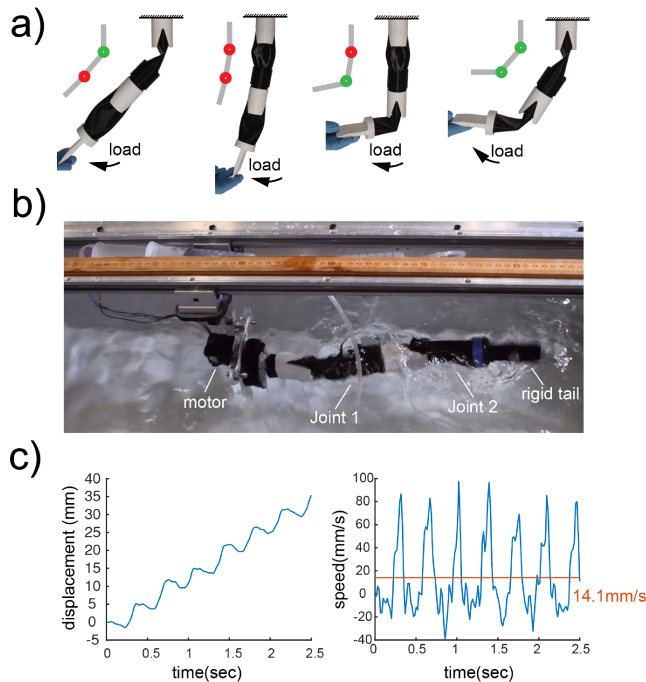 a)
load
load
load
load
b)
motor
Joint 1
Joint 2
rigid tail
c)
displacement (mm)
40
35
30
25
20
15
10
5
0
-5
0
0.5
1
1.5
2
2.5
time(sec)
speed(mm/s)
100
80
60
40
20
0
-20
-40
0
0.5
1
1.5
2
2.5
time(sec)
14.1mm/s